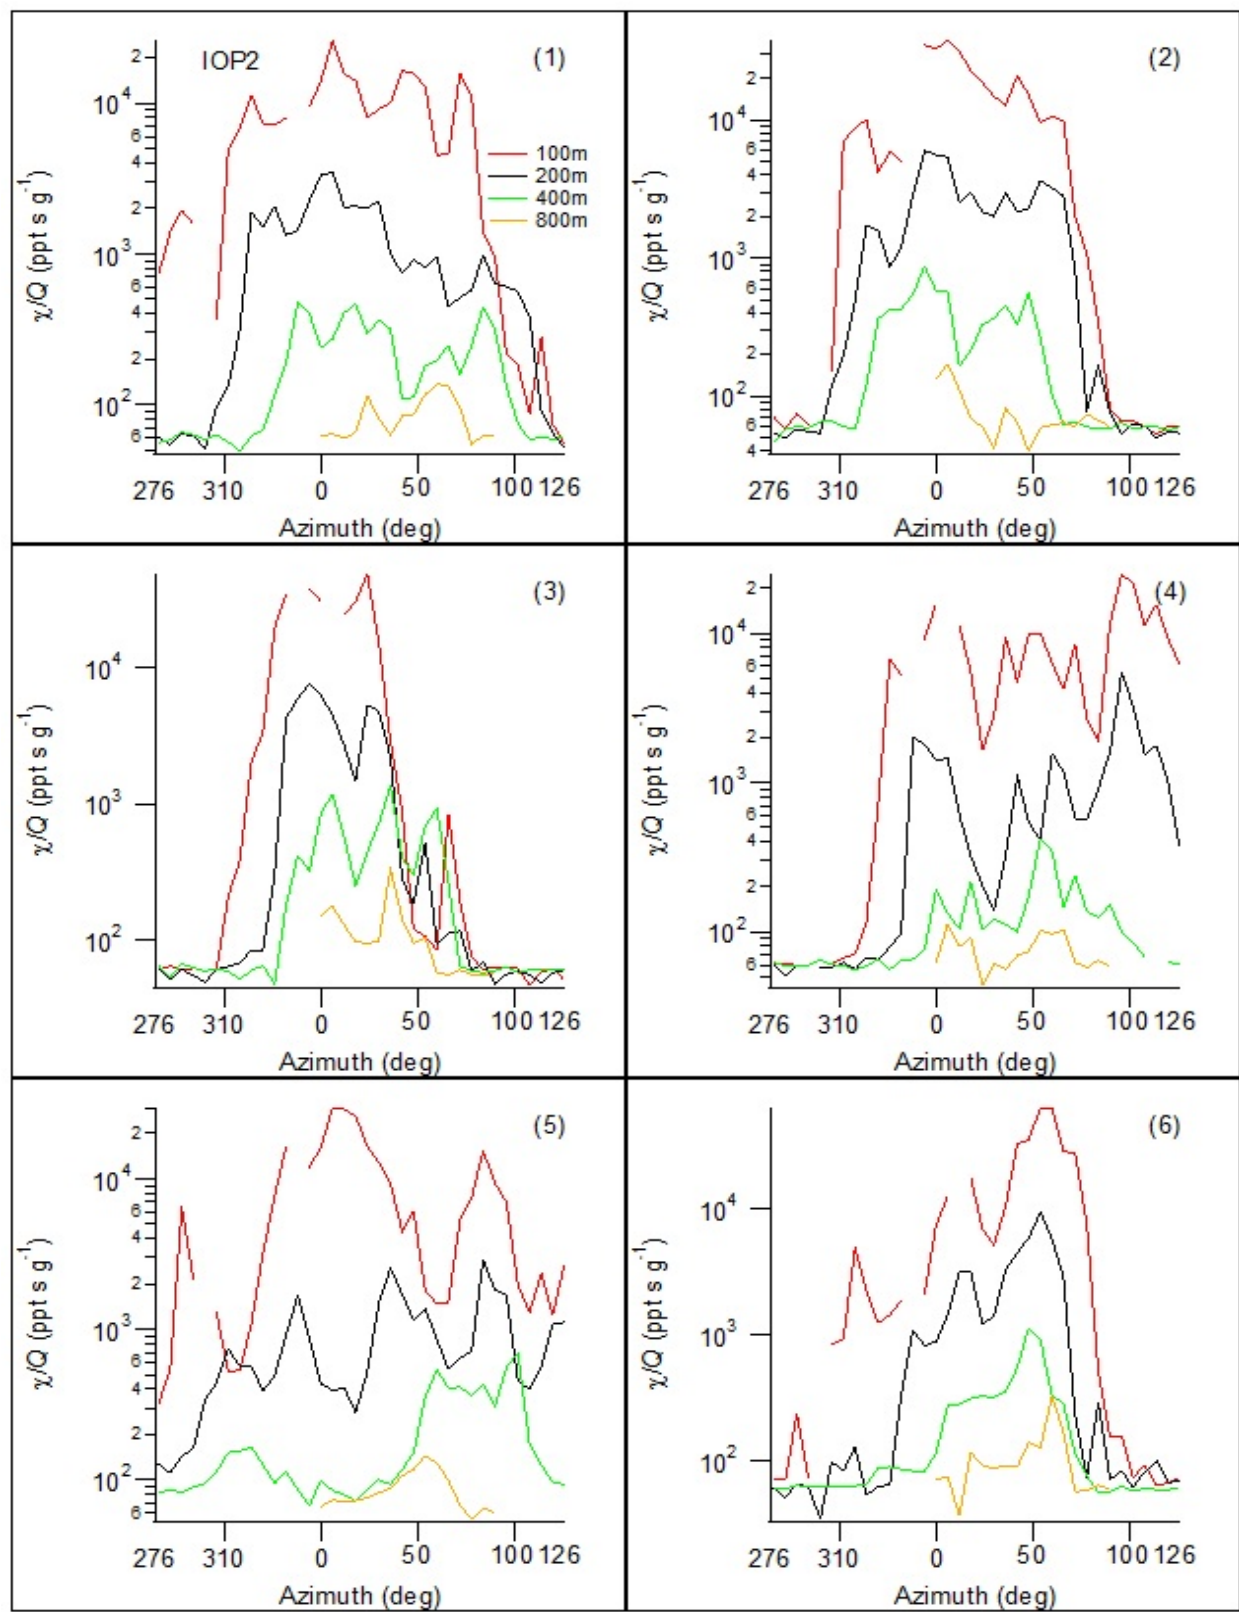 IOP2 (1)
2
10⁴
6
4
2
10³
6
4
2
10²
6
χ/Q (ppt s g⁻¹)
100m
200m
400m
800m
276 310 0 50 100 126
Azimuth (deg)
(2)
2
10⁴
6
4
2
10³
6
4
2
10²
6
4
χ/Q (ppt s g⁻¹)
276 310 0 50 100 126
Azimuth (deg)
(3)
10⁴
10³
10²
χ/Q (ppt s g⁻¹)
276 310 0 50 100 126
Azimuth (deg)
(4)
2
10⁴
6
4
2
10³
6
4
2
10²
6
χ/Q (ppt s g⁻¹)
276 310 0 50 100 126
Azimuth (deg)
(5)
2
10⁴
6
4
2
10³
6
4
2
10²
6
χ/Q (ppt s g⁻¹)
276 310 0 50 100 126
Azimuth (deg)
(6)
10⁴
10³
10²
χ/Q (ppt s g⁻¹)
276 310 0 50 100 126
Azimuth (deg)